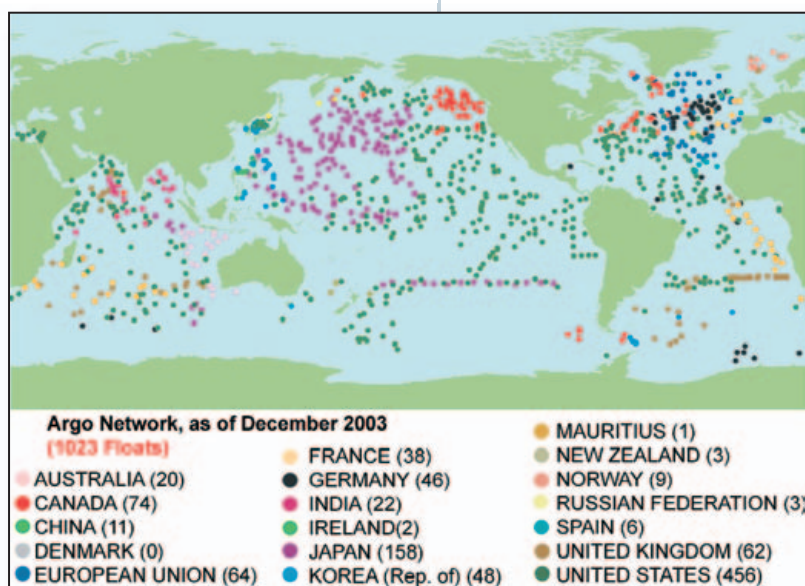 Argo Network, as of December 2003
(1023 Floats)
AUSTRALIA (20)
CANADA (74)
CHINA (11)
DENMARK (0)
EUROPEAN UNION (64)
FRANCE (38)
GERMANY (46)
INDIA (22)
IRELAND(2)
JAPAN (158)
KOREA (Rep. of) (48)
MAURITIUS (1)
NEW ZEALAND (3)
NORWAY (9)
RUSSIAN FEDERATION (3)
SPAIN (6)
UNITED KINGDOM (62)
UNITED STATES (456)